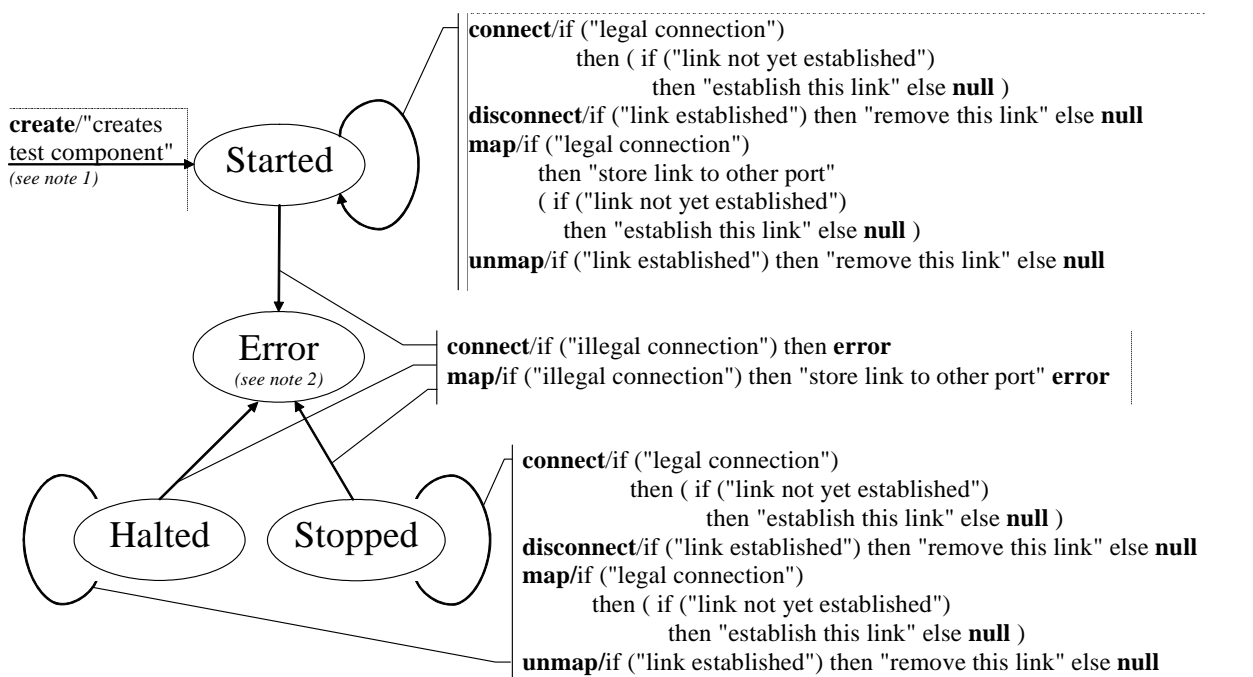 connect/if ("legal connection")
then ( if ("link not yet established")
then "establish this link" else null )
disconnect/if ("link established") then "remove this link" else null
map/if ("legal connection")
then "store link to other port"
( if ("link not yet established")
then "establish this link" else null )
unmap/if ("link established") then "remove this link" else null
create/"creates
test component"
(see note 1)
Started
Error
(see note 2)
connect/if ("illegal connection") then error
map/if ("illegal connection") then "store link to other port" error
Halted
Stopped
connect/if ("legal connection")
then ( if ("link not yet established")
then "establish this link" else null )
disconnect/if ("link established") then "remove this link" else null
map/if ("legal connection")
then ( if ("link not yet established")
then "establish this link" else null )
unmap/if ("link established") then "remove this link" else null